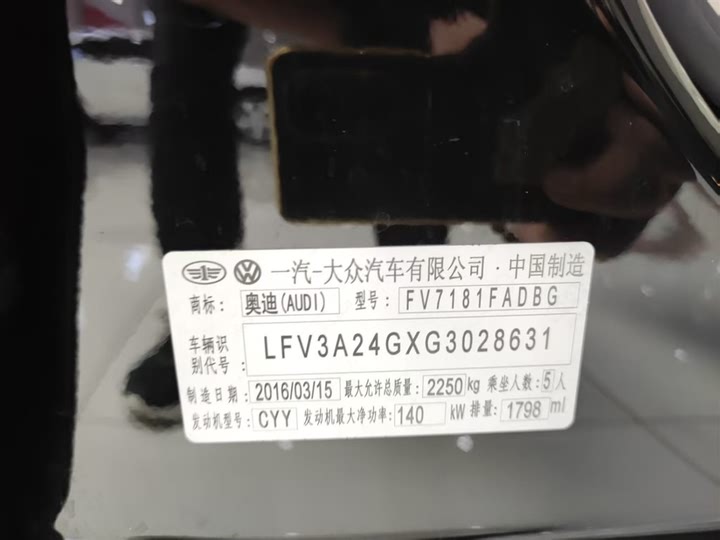 一汽-大众汽车有限公司·中国制造
商标: 奥迪(AUDI) 型号: FV7181FADBG
车辆识别代号: LFV3A24GXG3028631
制造日期: 2016/03/15 最大允许总质量: 2250kg 乘坐人数: 5人
发动机型号: CYY 发动机最大净功率: 140 kW 排量: 1798 ml